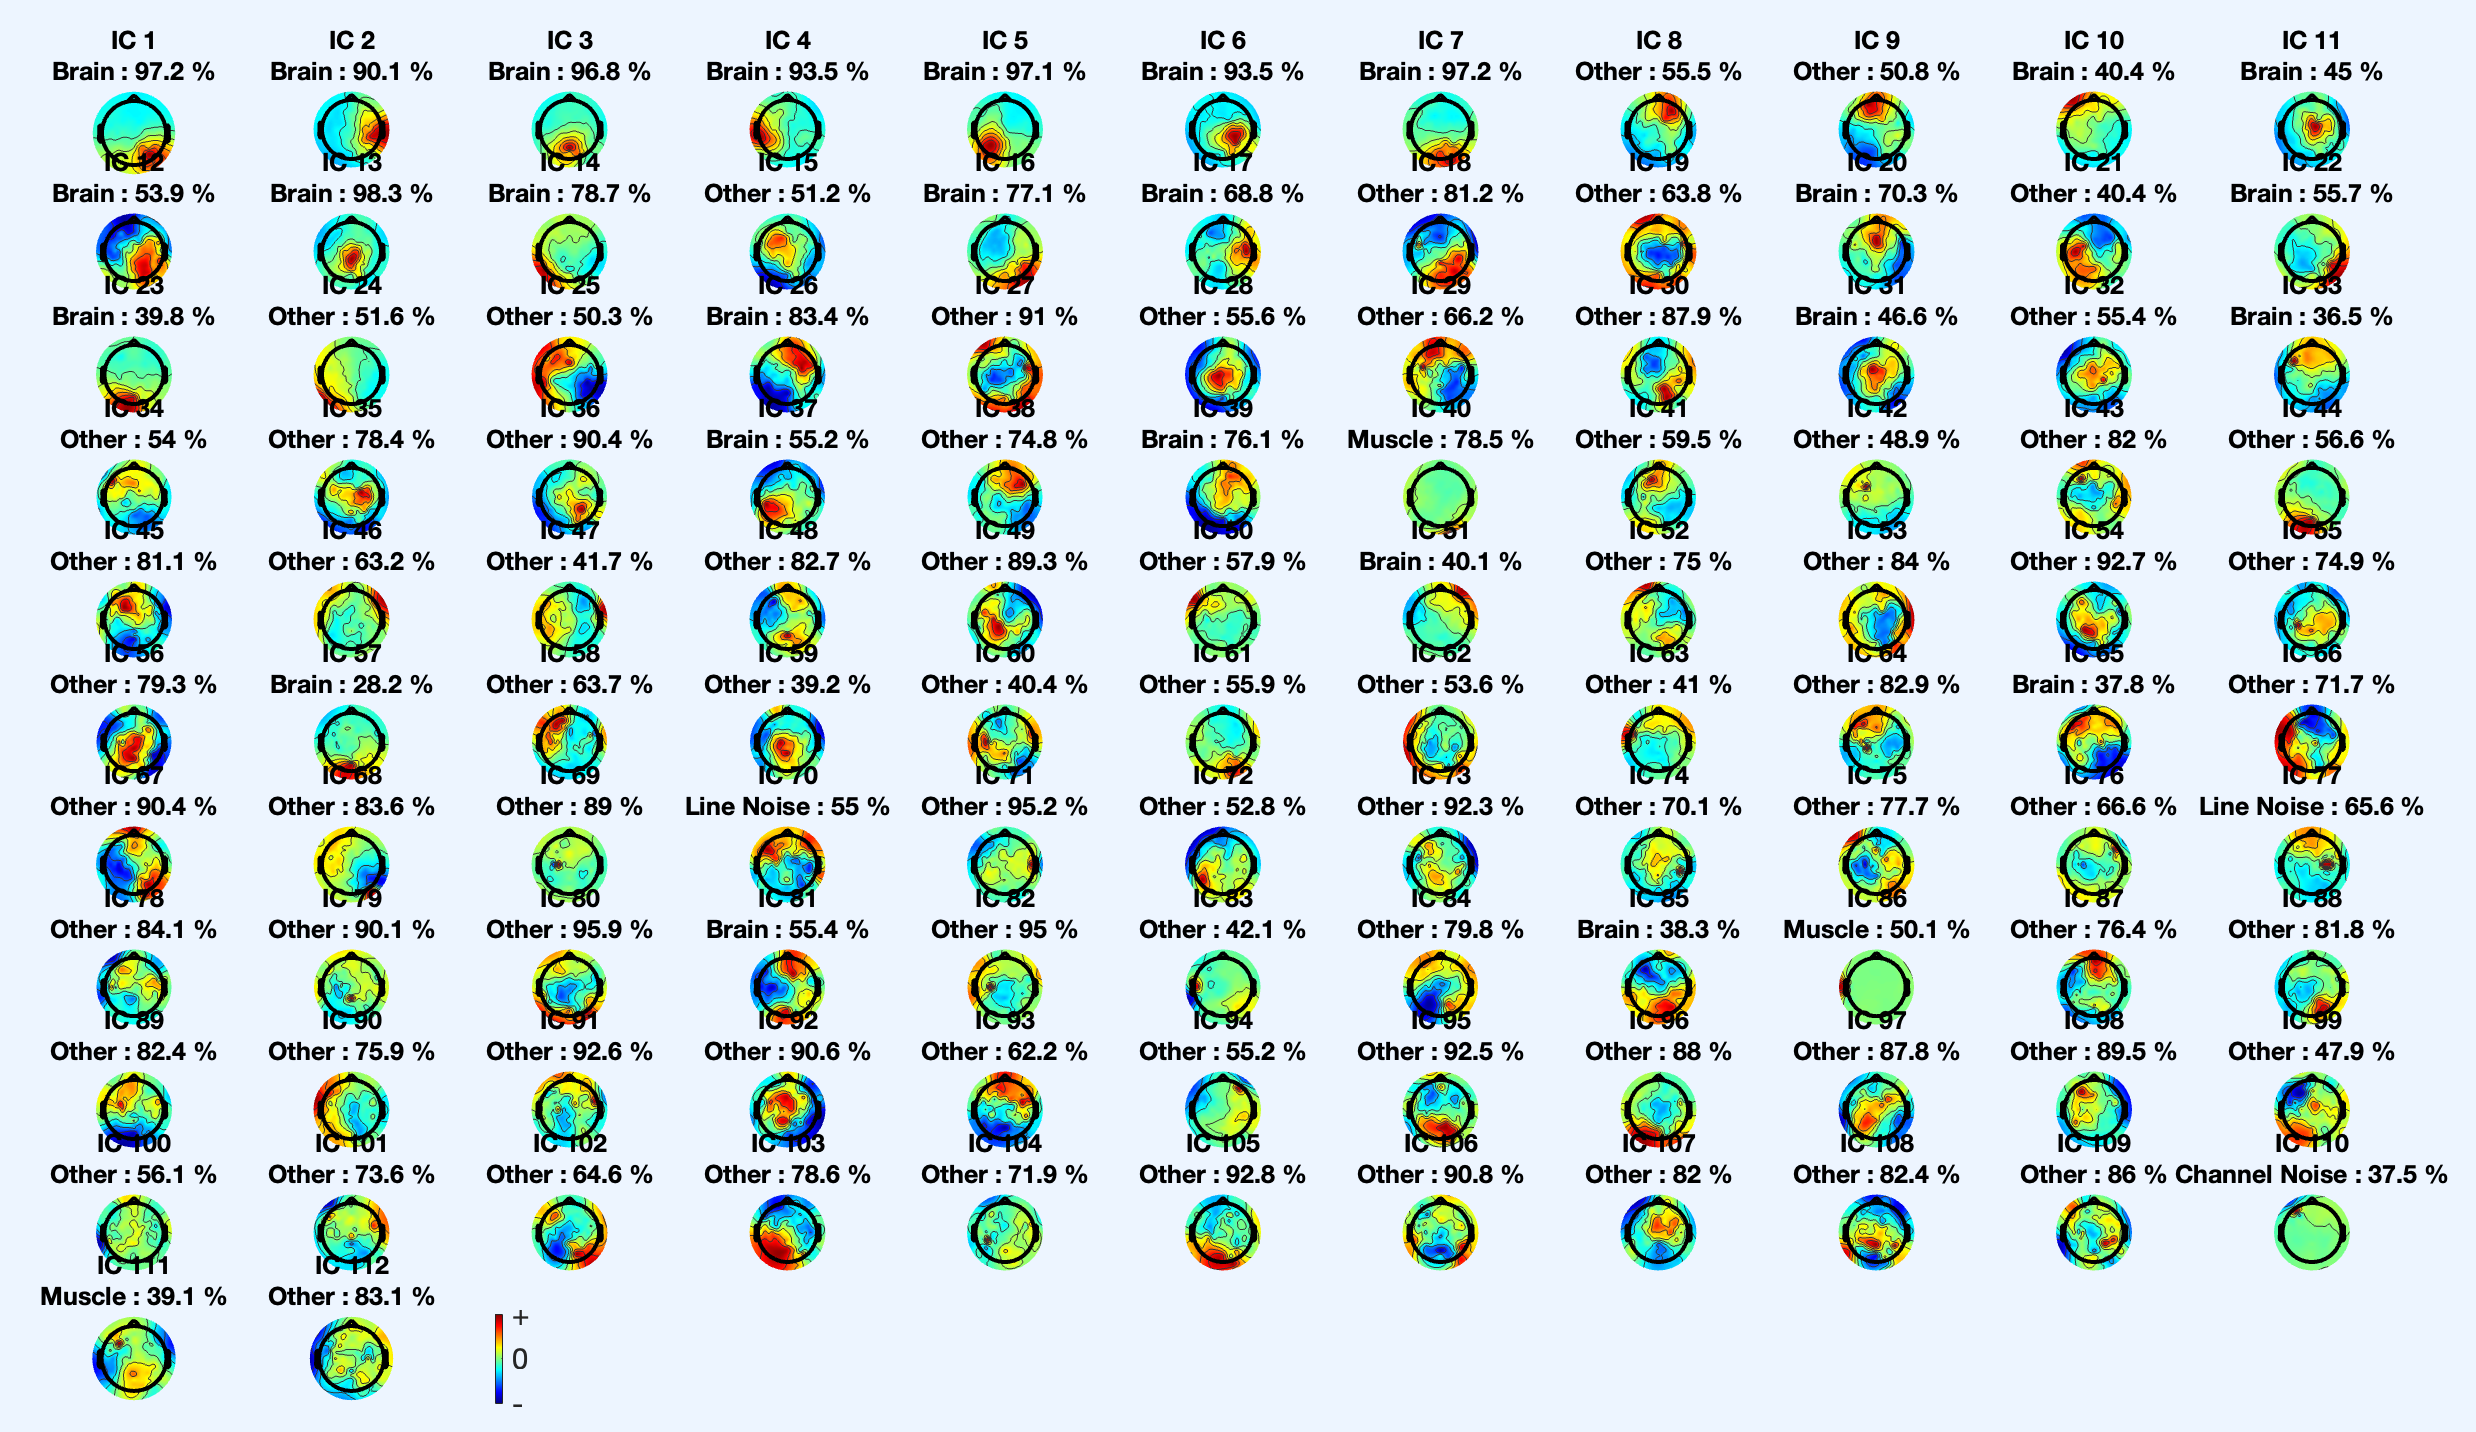 IC 1 IC 2 IC 3 IC 4 IC 5 IC 6 IC 7 IC 8 IC 9 IC 10 IC 11
Brain : 97.2 % Brain : 90.1 % Brain : 96.8 % Brain : 93.5 % Brain : 97.1 % Brain : 93.5 % Brain : 97.2 % Other : 55.5 % Other : 50.8 % Brain : 40.4 % Brain : 45 %
IC 12 IC 13 IC 14 IC 15 IC 16 IC 17 IC 18 IC 19 IC 20 IC 21 IC 22
Brain : 53.9 % Brain : 98.3 % Brain : 78.7 % Other : 51.2 % Brain : 77.1 % Brain : 68.8 % Other : 81.2 % Other : 63.8 % Brain : 70.3 % Other : 40.4 % Brain : 55.7 %
IC 23 IC 24 IC 25 IC 26 IC 27 IC 28 IC 29 IC 30 IC 31 IC 32 IC 33
Brain : 39.8 % Other : 51.6 % Other : 50.3 % Brain : 83.4 % Other : 91 % Other : 55.6 % Other : 66.2 % Other : 87.9 % Brain : 46.6 % Other : 55.4 % Brain : 36.5 %
IC 34 IC 35 IC 36 IC 37 IC 38 IC 39 IC 40 IC 41 IC 42 IC 43 IC 44
Other : 54 % Other : 78.4 % Other : 90.4 % Brain : 55.2 % Other : 74.8 % Brain : 76.1 % Muscle : 78.5 % Other : 59.5 % Other : 48.9 % Other : 82 % Other : 56.6 %
IC 45 IC 46 IC 47 IC 48 IC 49 IC 50 IC 51 IC 52 IC 53 IC 54 IC 55
Other : 81.1 % Other : 63.2 % Other : 41.7 % Other : 82.7 % Other : 89.3 % Other : 57.9 % Brain : 40.1 % Other : 75 % Other : 84 % Other : 92.7 % Other : 74.9 %
IC 56 IC 57 IC 58 IC 59 IC 60 IC 61 IC 62 IC 63 IC 64 IC 65 IC 66
Other : 79.3 % Brain : 28.2 % Other : 63.7 % Other : 39.2 % Other : 40.4 % Other : 55.9 % Other : 53.6 % Other : 41 % Other : 82.9 % Brain : 37.8 % Other : 71.7 %
IC 67 IC 68 IC 69 IC 70 IC 71 IC 72 IC 73 IC 74 IC 75 IC 76 IC 77
Other : 90.4 % Other : 83.6 % Other : 89 % Line Noise : 55 % Other : 95.2 % Other : 52.8 % Other : 92.3 % Other : 70.1 % Other : 77.7 % Other : 66.6 % Line Noise : 65.6 %
IC 78 IC 79 IC 80 IC 81 IC 82 IC 83 IC 84 IC 85 IC 86 IC 87 IC 88
Other : 84.1 % Other : 90.1 % Other : 95.9 % Brain : 55.4 % Other : 95 % Other : 42.1 % Other : 79.8 % Brain : 38.3 % Muscle : 50.1 % Other : 76.4 % Other : 81.8 %
IC 89 IC 90 IC 91 IC 92 IC 93 IC 94 IC 95 IC 96 IC 97 IC 98 IC 99
Other : 82.4 % Other : 75.9 % Other : 92.6 % Other : 90.6 % Other : 62.2 % Other : 55.2 % Other : 92.5 % Other : 88 % Other : 87.8 % Other : 89.5 % Other : 47.9 %
IC 100 IC 101 IC 102 IC 103 IC 104 IC 105 IC 106 IC 107 IC 108 IC 109 IC 110
Other : 56.1 % Other : 73.6 % Other : 64.6 % Other : 78.6 % Other : 71.9 % Other : 92.8 % Other : 90.8 % Other : 82 % Other : 82.4 % Other : 86 % Channel Noise : 37.5 %
IC 111 IC 112
Muscle : 39.1 % Other : 83.1 %
+
0
-